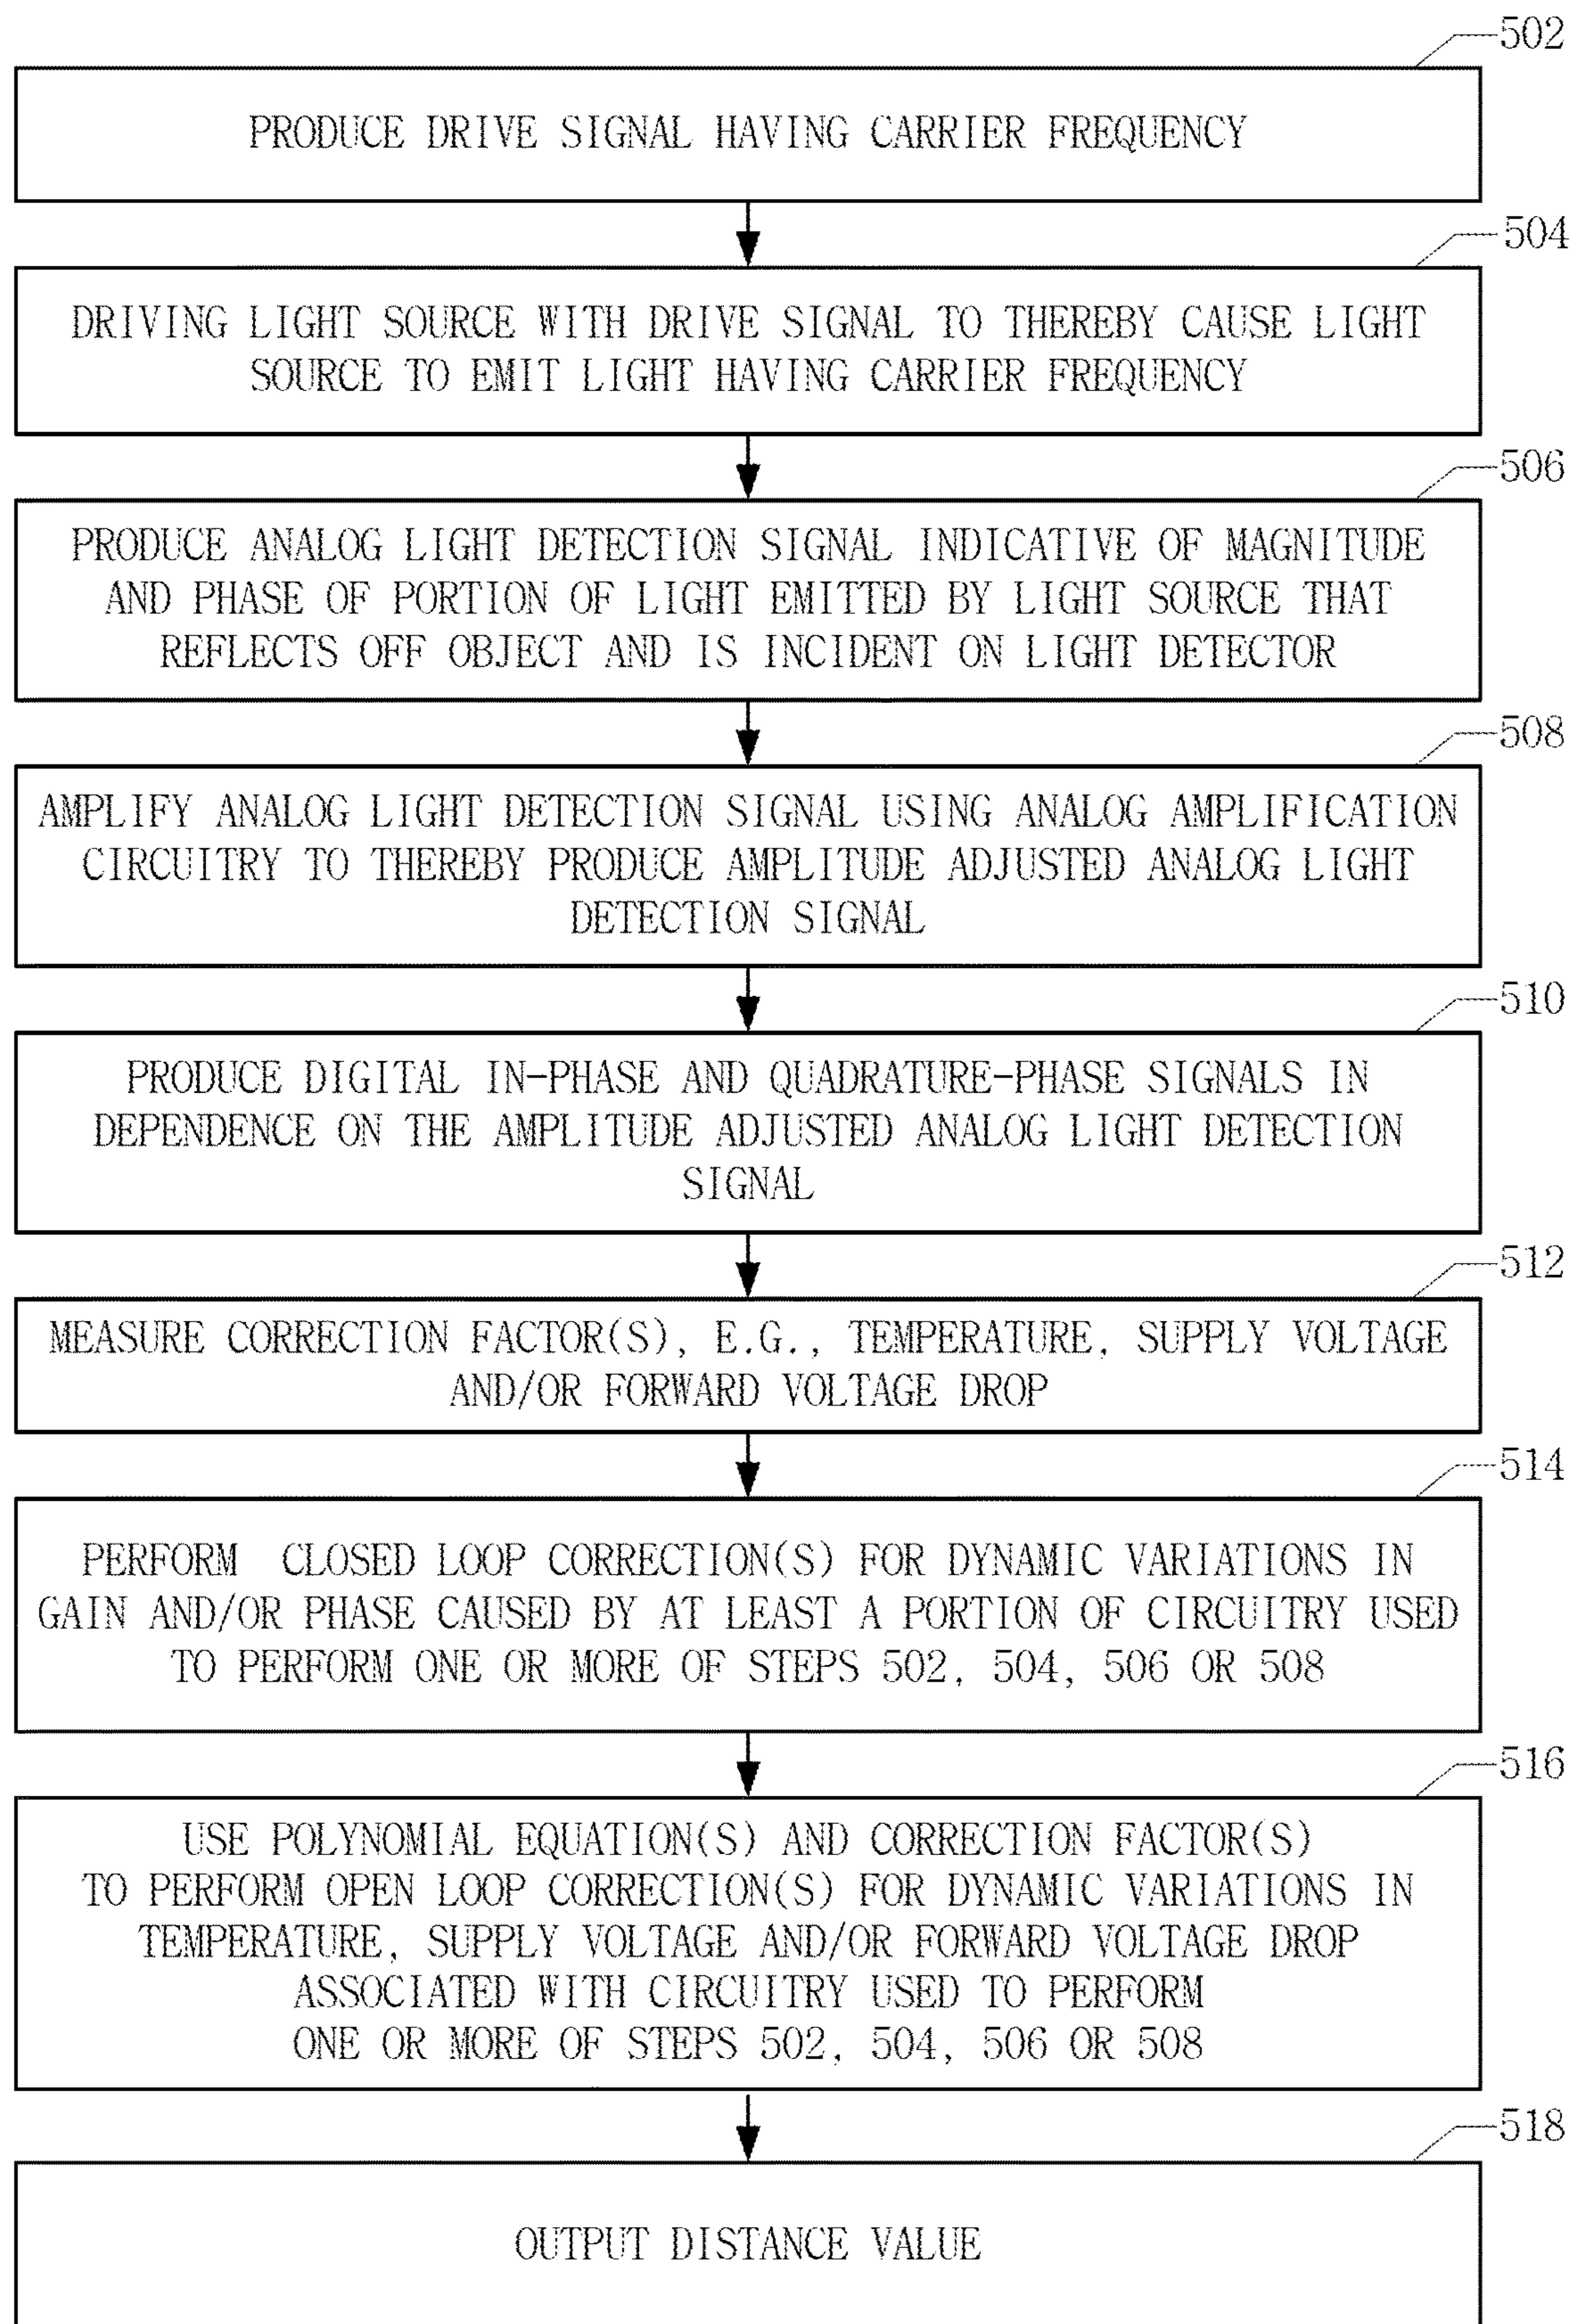 502
PRODUCE DRIVE SIGNAL HAVING CARRIER FREQUENCY
504
DRIVING LIGHT SOURCE WITH DRIVE SIGNAL TO THEREBY CAUSE LIGHT
SOURCE TO EMIT LIGHT HAVING CARRIER FREQUENCY
506
PRODUCE ANALOG LIGHT DETECTION SIGNAL INDICATIVE OF MAGNITUDE
AND PHASE OF PORTION OF LIGHT EMITTED BY LIGHT SOURCE THAT
REFLECTS OFF OBJECT AND IS INCIDENT ON LIGHT DETECTOR
508
AMPLIFY ANALOG LIGHT DETECTION SIGNAL USING ANALOG AMPLIFICATION
CIRCUITRY TO THEREBY PRODUCE AMPLITUDE ADJUSTED ANALOG LIGHT
DETECTION SIGNAL
510
PRODUCE DIGITAL IN-PHASE AND QUADRATURE-PHASE SIGNALS IN
DEPENDENCE ON THE AMPLITUDE ADJUSTED ANALOG LIGHT DETECTION
SIGNAL
512
MEASURE CORRECTION FACTOR(S), E.G., TEMPERATURE, SUPPLY VOLTAGE
AND/OR FORWARD VOLTAGE DROP
514
PERFORM CLOSED LOOP CORRECTION(S) FOR DYNAMIC VARIATIONS IN
GAIN AND/OR PHASE CAUSED BY AT LEAST A PORTION OF CIRCUITRY USED
TO PERFORM ONE OR MORE OF STEPS 502, 504, 506 OR 508
516
USE POLYNOMIAL EQUATION(S) AND CORRECTION FACTOR(S)
TO PERFORM OPEN LOOP CORRECTION(S) FOR DYNAMIC VARIATIONS IN
TEMPERATURE, SUPPLY VOLTAGE AND/OR FORWARD VOLTAGE DROP
ASSOCIATED WITH CIRCUITRY USED TO PERFORM
ONE OR MORE OF STEPS 502, 504, 506 OR 508
518
OUTPUT DISTANCE VALUE